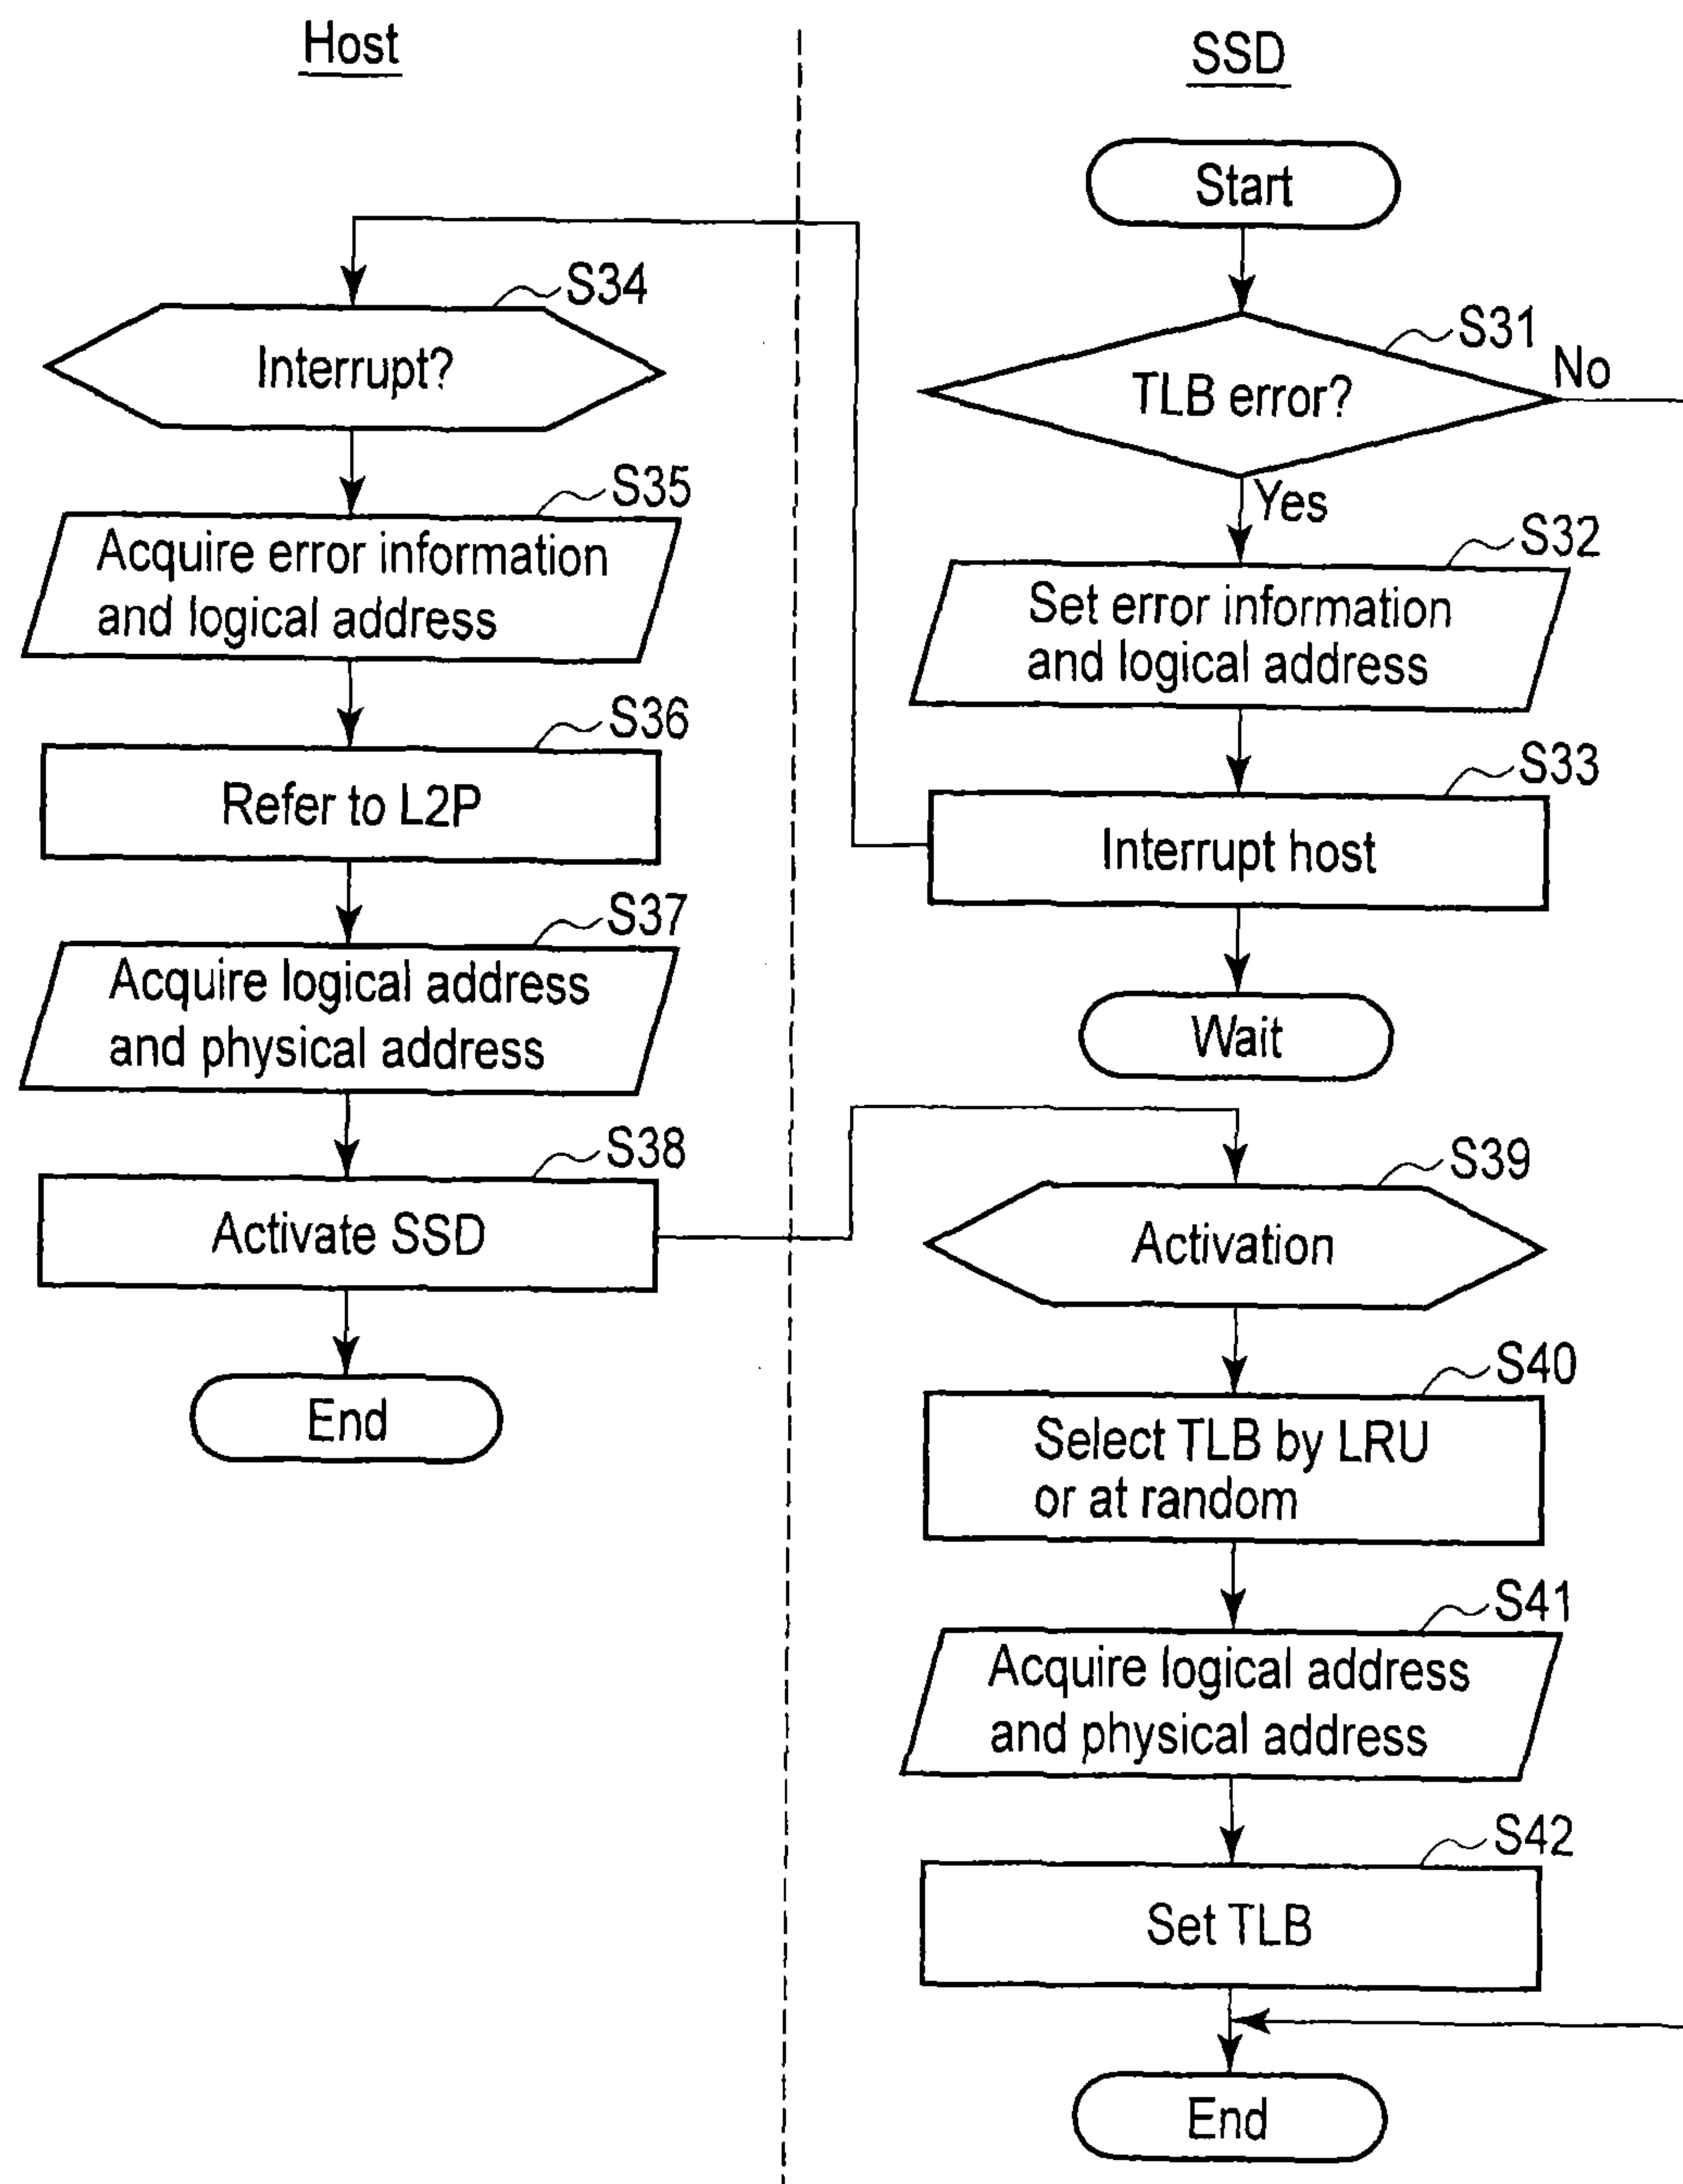 Host
SSD
Start
S34
Interrupt?
S31
TLB error?
No
Yes
S35
Acquire error information
and logical address
S32
Set error information
and logical address
S36
Refer to L2P
S33
Interrupt host
S37
Acquire logical address
and physical address
Wait
S38
Activate SSD
S39
Activation
End
S40
Select TLB by LRU
or at random
S41
Acquire logical address
and physical address
S42
Set TLB
End